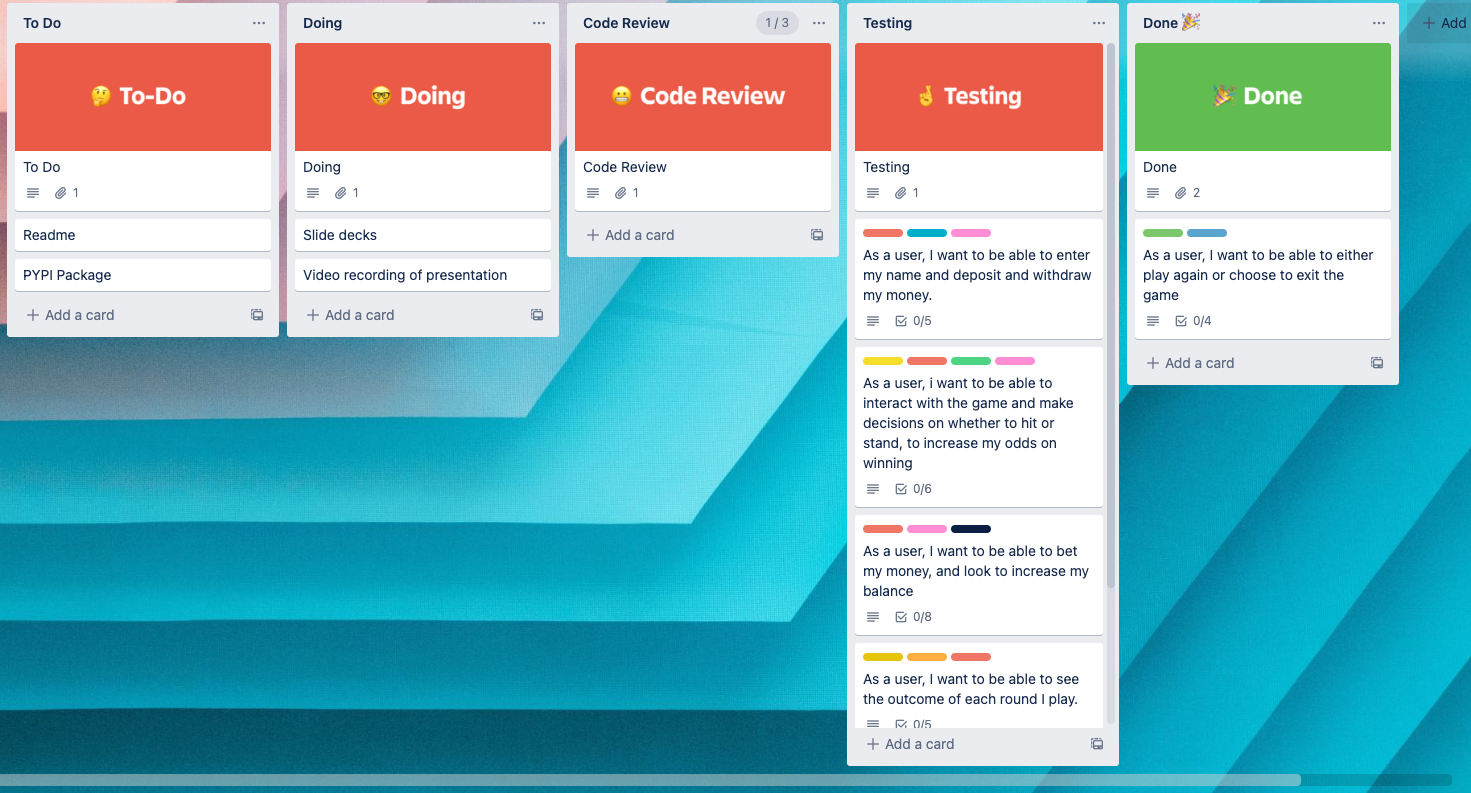 To Do
🤔 To-Do
To Do
1
Readme
PYPI Package
+ Add a card
Doing
🤓 Doing
Doing
1
Slide decks
Video recording of presentation
+ Add a card
Code Review
1 / 3
😬 Code Review
Code Review
1
+ Add a card
Testing
🤞 Testing
Testing
1
As a user, I want to be able to enter
my name and deposit and withdraw
my money.
0/5
As a user, i want to be able to
interact with the game and make
decisions on whether to hit or
stand, to increase my odds on
winning
0/6
As a user, I want to be able to bet
my money, and look to increase my
balance
0/8
As a user, I want to be able to see
the outcome of each round I play.
0/5
+ Add a card
Done 🎉
🎉 Done
Done
2
As a user, I want to be able to either
play again or choose to exit the
game
0/4
+ Add a card
+ Add